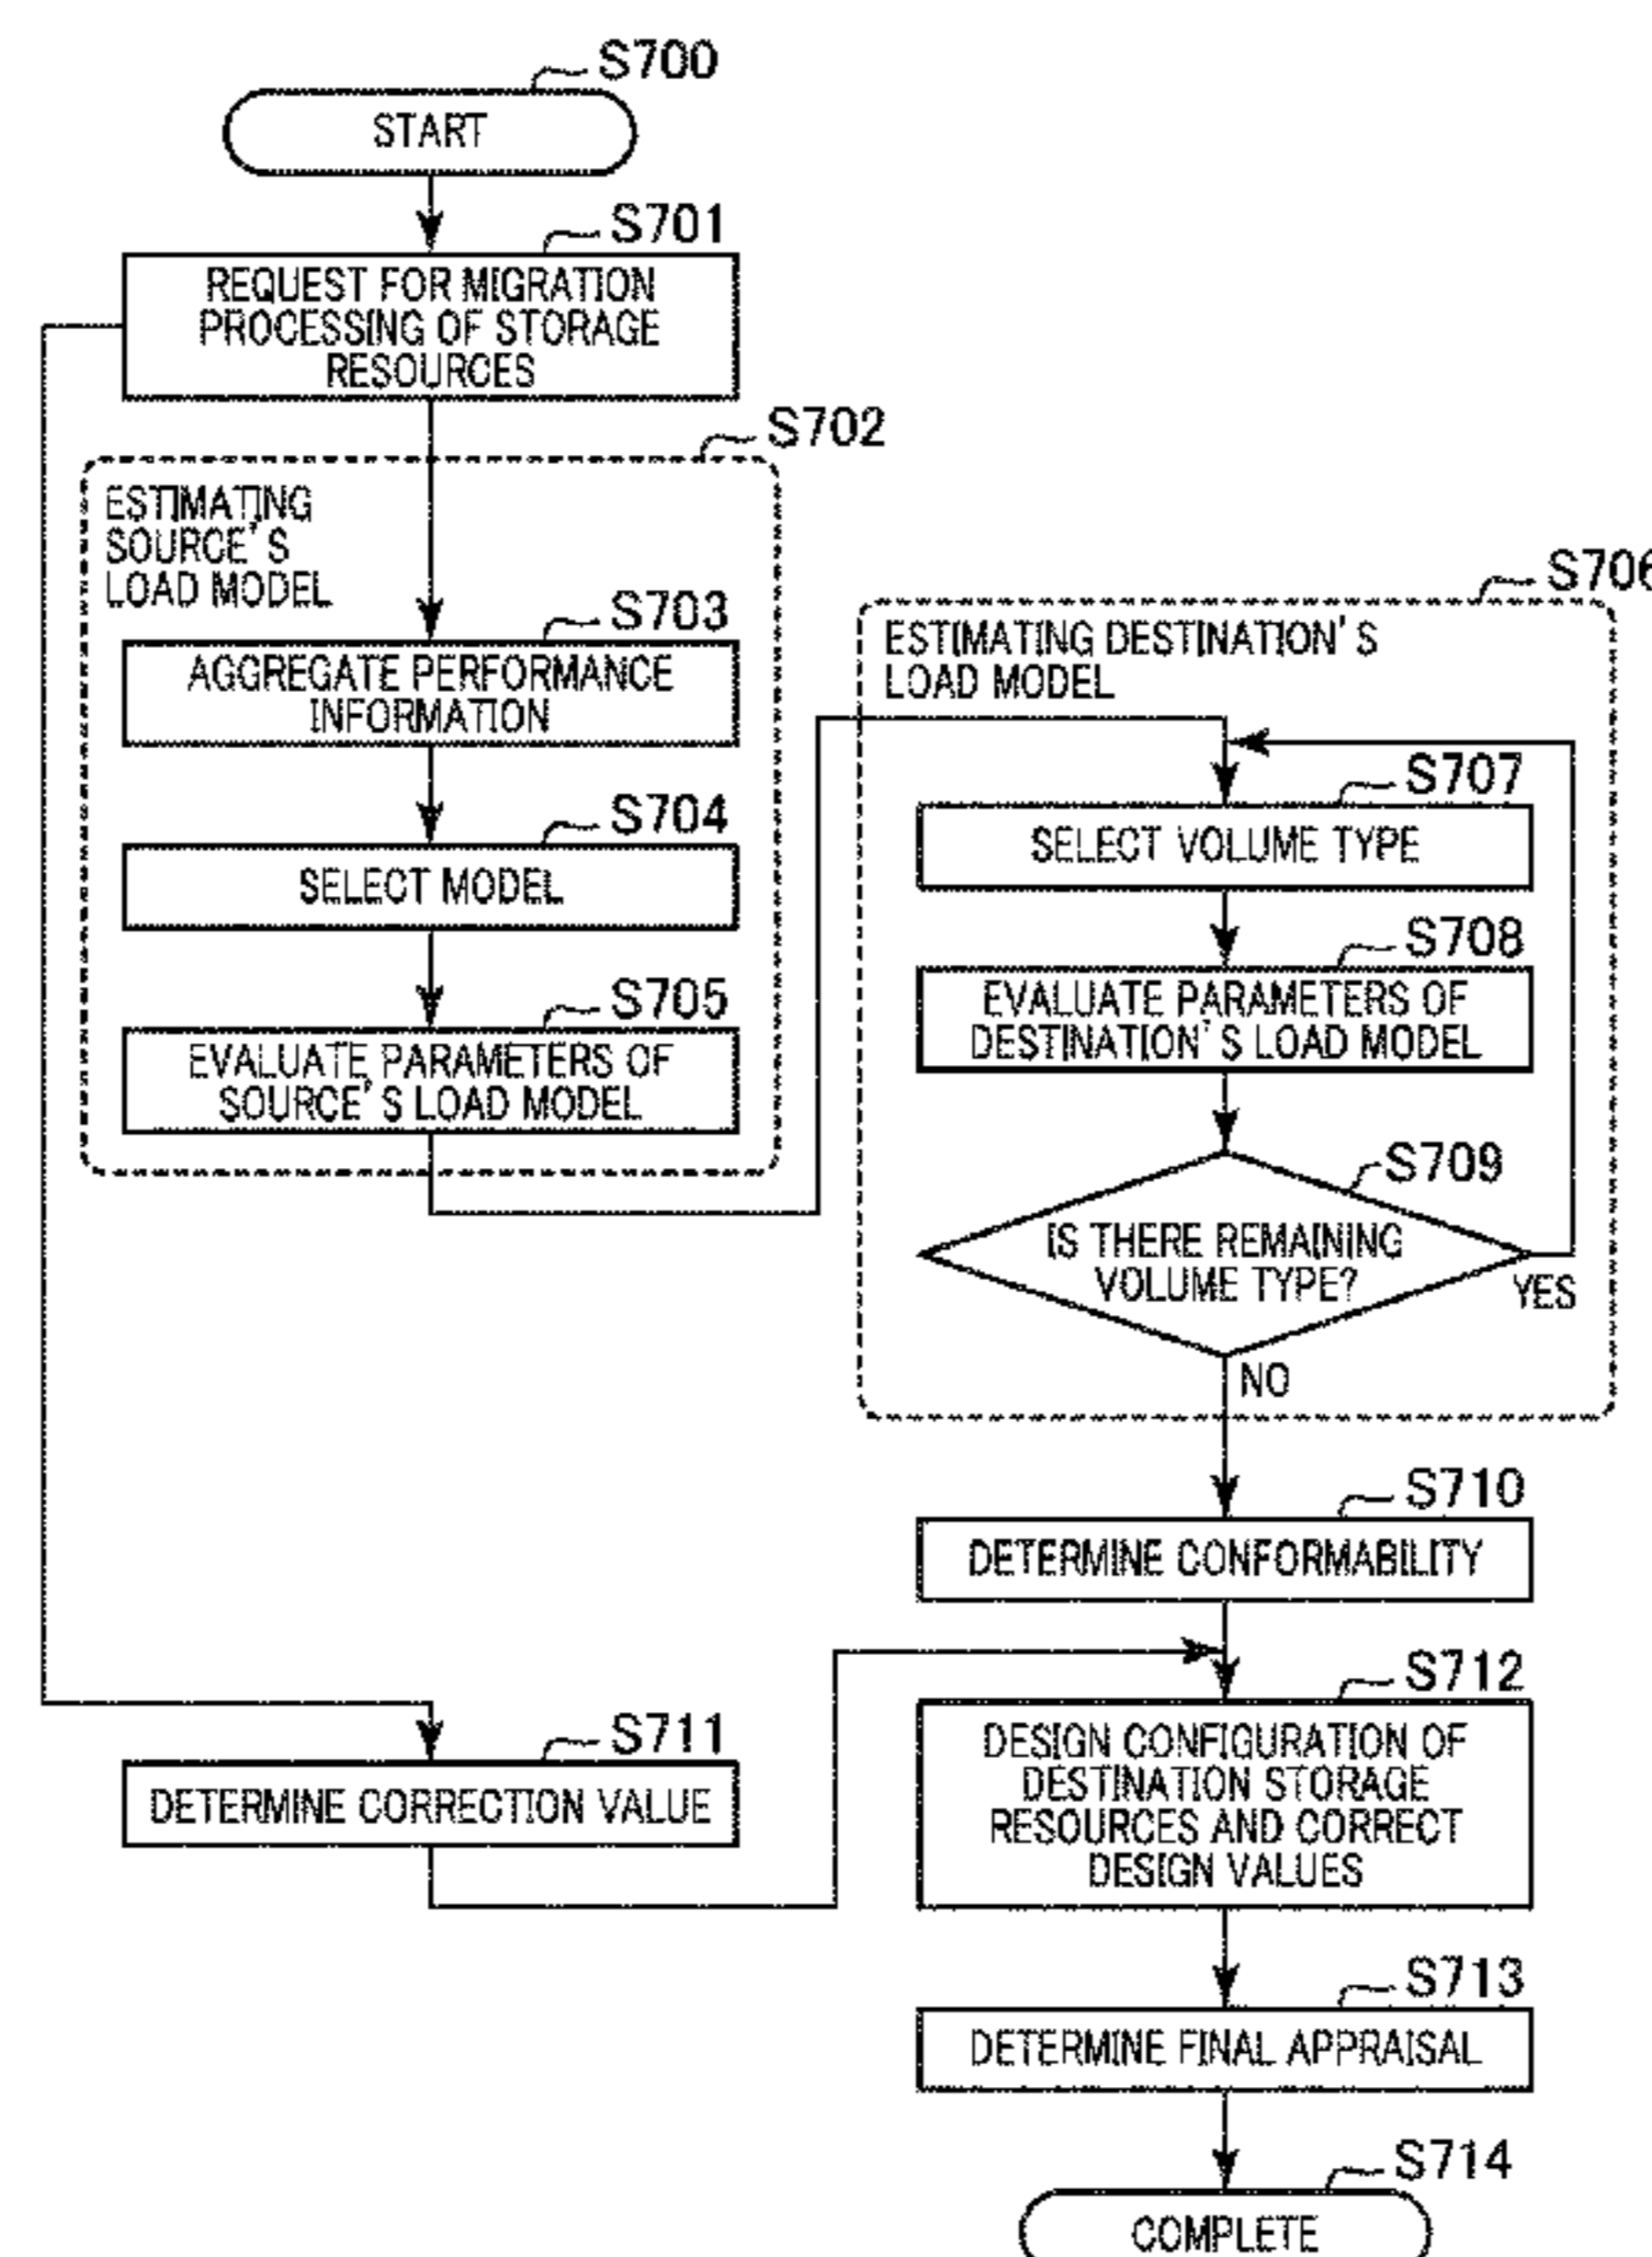 S700
START
S701
REQUEST FOR MIGRATION
PROCESSING OF STORAGE
RESOURCES
S702
ESTIMATING
SOURCE'S
LOAD MODEL
S703
AGGREGATE PERFORMANCE
INFORMATION
S704
SELECT MODEL
S705
EVALUATE PARAMETERS OF
SOURCE'S LOAD MODEL
S706
ESTIMATING DESTINATION'S
LOAD MODEL
S707
SELECT VOLUME TYPE
S708
EVALUATE PARAMETERS OF
DESTINATION'S LOAD MODEL
S709
IS THERE REMAINING
VOLUME TYPE?
YES
NO
S710
DETERMINE CONFORMABILITY
S711
DETERMINE CORRECTION VALUE
S712
DESIGN CONFIGURATION OF
DESTINATION STORAGE
RESOURCES AND CORRECT
DESIGN VALUES
S713
DETERMINE FINAL APPRAISAL
S714
COMPLETE